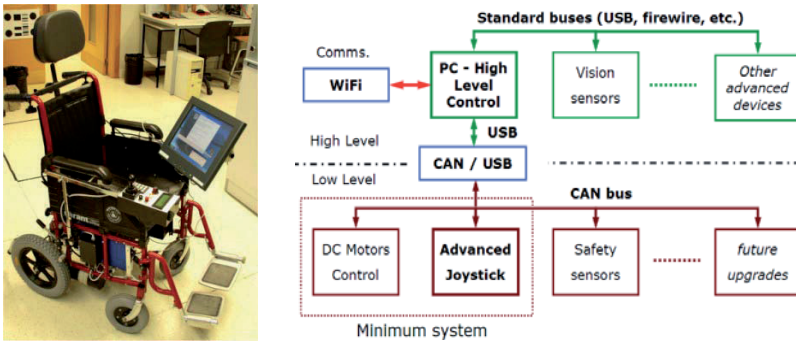 Standard buses (USB, firewire, etc.)
Comms.
WiFi
PC - High
Level
Control
Vision
sensors
Other
advanced
devices
USB
High Level
CAN / USB
Low Level
CAN bus
DC Motors
Control
Advanced
Joystick
Safety
sensors
future
upgrades
Minimum system